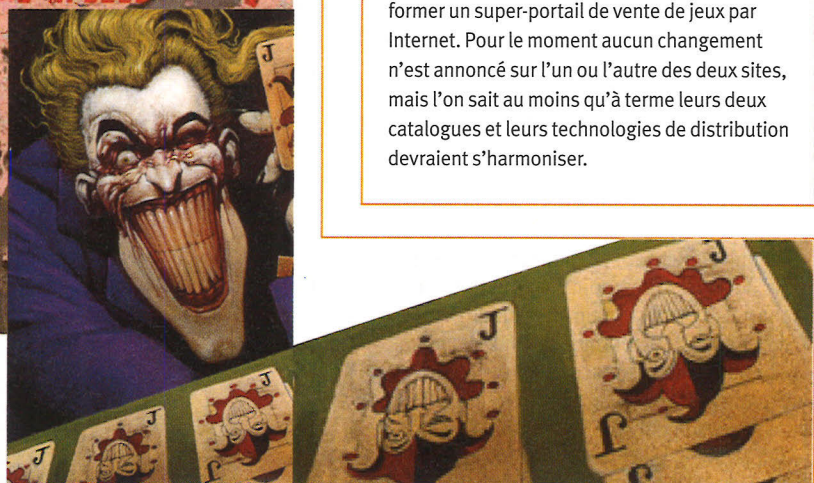 former un super-portail de vente de jeux par
Internet. Pour le moment aucun changement
n’est annoncé sur l’un ou l’autre des deux sites,
mais l’on sait au moins qu’à terme leurs deux
catalogues et leurs technologies de distribution
devraient s’harmoniser.
J
J
J
J
J
J
J
J
J